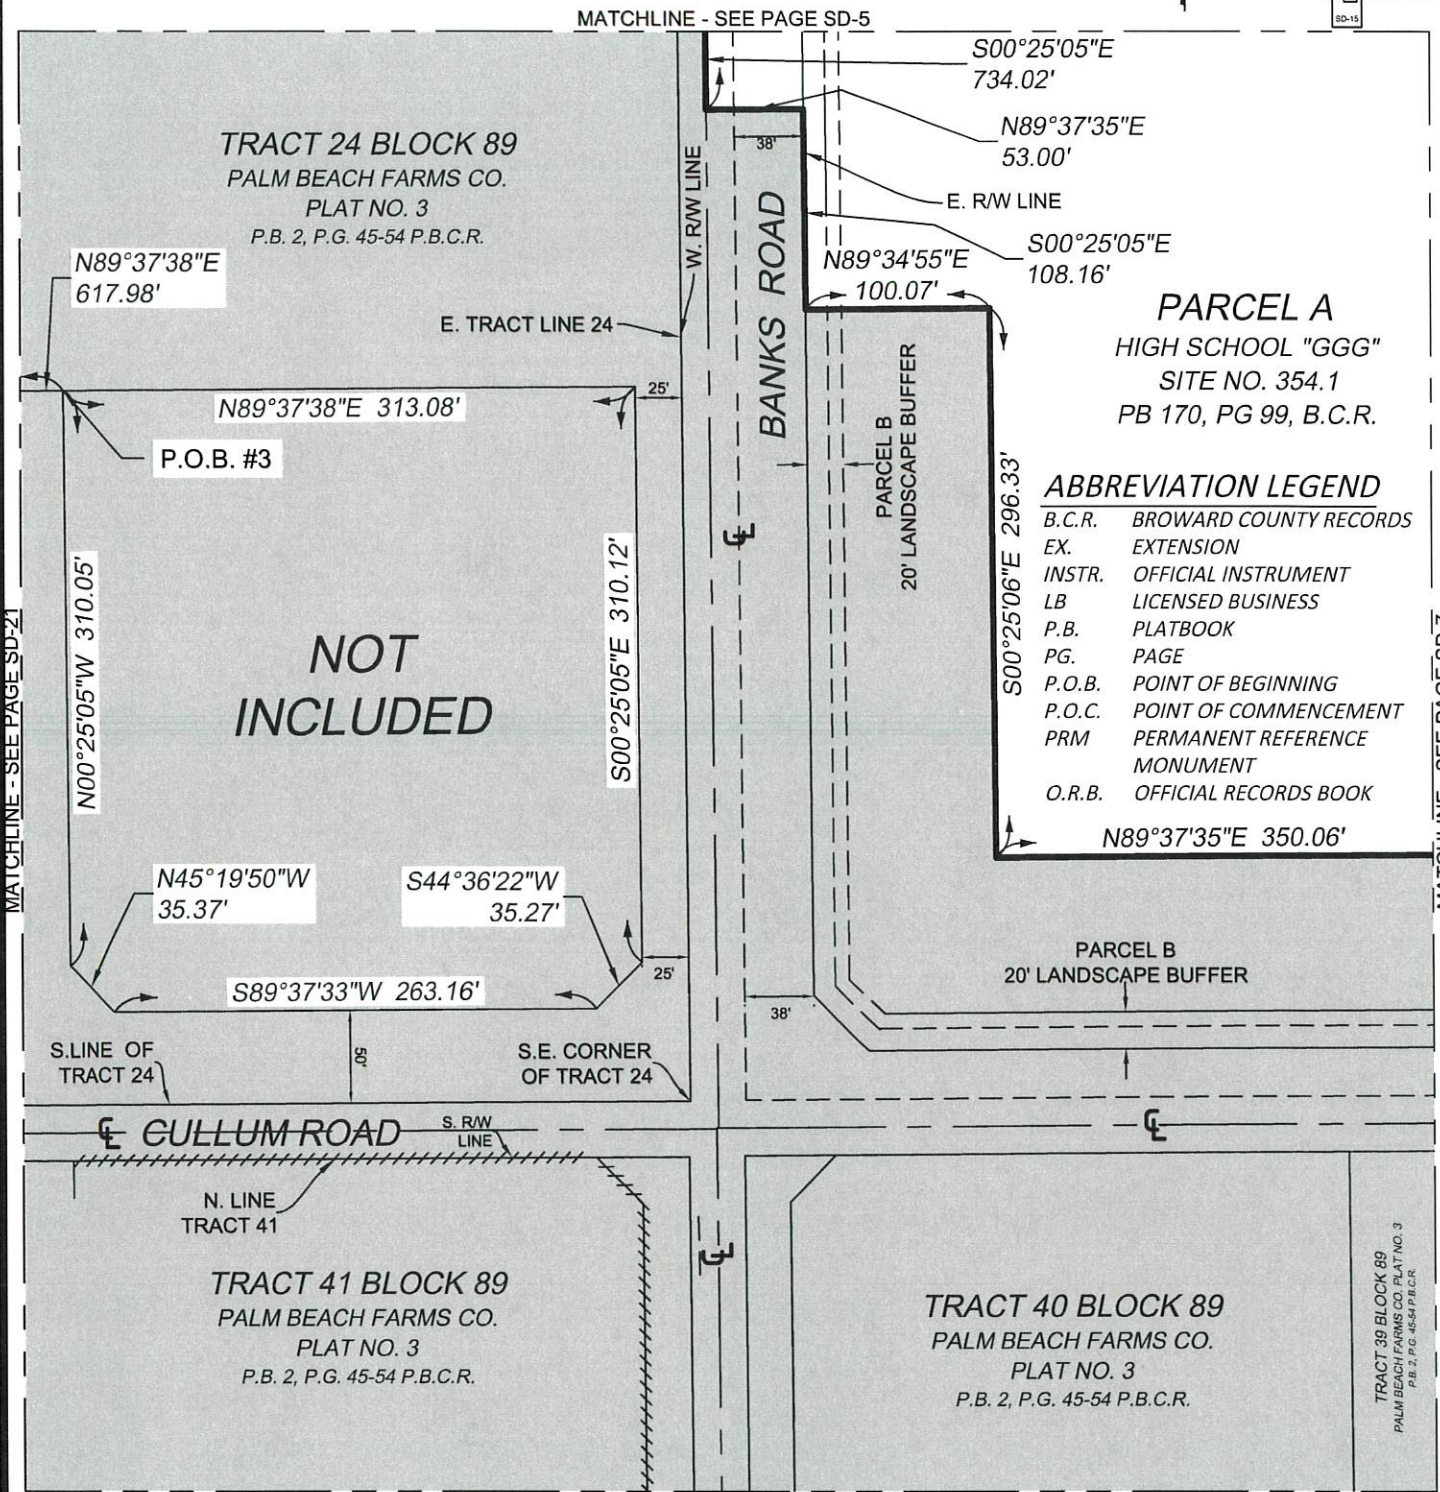 MATCHLINE - SEE PAGE SD-5
SD-15
S00°25'05"E
734.02'
N89°37'35"E
53.00'
38'
E. R/W LINE
S00°25'05"E
108.16'
N89°34'55"E
100.07'
TRACT 24 BLOCK 89
PALM BEACH FARMS CO.
PLAT NO. 3
P.B. 2, P.G. 45-54 P.B.C.R.
W. R/W LINE
BANKS ROAD
N89°37'38"E
617.98'
E. TRACT LINE 24
PARCEL A
HIGH SCHOOL "GGG"
SITE NO. 354.1
PB 170, PG 99, B.C.R.
N89°37'38"E 313.08'
25'
P.O.B. #3
PARCEL B
20' LANDSCAPE BUFFER
S00°25'06"E 296.33'
ABBREVIATION LEGEND
B.C.R. BROWARD COUNTY RECORDS
EX. EXTENSION
INSTR. OFFICIAL INSTRUMENT
LB LICENSED BUSINESS
P.B. PLATBOOK
PG. PAGE
P.O.B. POINT OF BEGINNING
P.O.C. POINT OF COMMENCEMENT
PRM PERMANENT REFERENCE
MONUMENT
O.R.B. OFFICIAL RECORDS BOOK
N89°37'35"E 350.06'
MATCHLINE - SEE PAGE SD-21
N00°25'05"W 310.05'
NOT
INCLUDED
S00°25'05"E 310.12'
N45°19'50"W
35.37'
S44°36'22"W
35.27'
S89°37'33"W 263.16'
25'
38'
PARCEL B
20' LANDSCAPE BUFFER
50'
S.LINE OF
TRACT 24
S.E. CORNER
OF TRACT 24
CL CULLUM ROAD
S. R/W
LINE
CL
CL
CL
N. LINE
TRACT 41
TRACT 41 BLOCK 89
PALM BEACH FARMS CO.
PLAT NO. 3
P.B. 2, P.G. 45-54 P.B.C.R.
TRACT 40 BLOCK 89
PALM BEACH FARMS CO.
PLAT NO. 3
P.B. 2, P.G. 45-54 P.B.C.R.
TRACT 39 BLOCK 89
PALM BEACH FARMS CO. PLAT NO. 3
P.B. 2, P.G. 45-54 P.B.C.R.
MATCHLINE - SEE PAGE